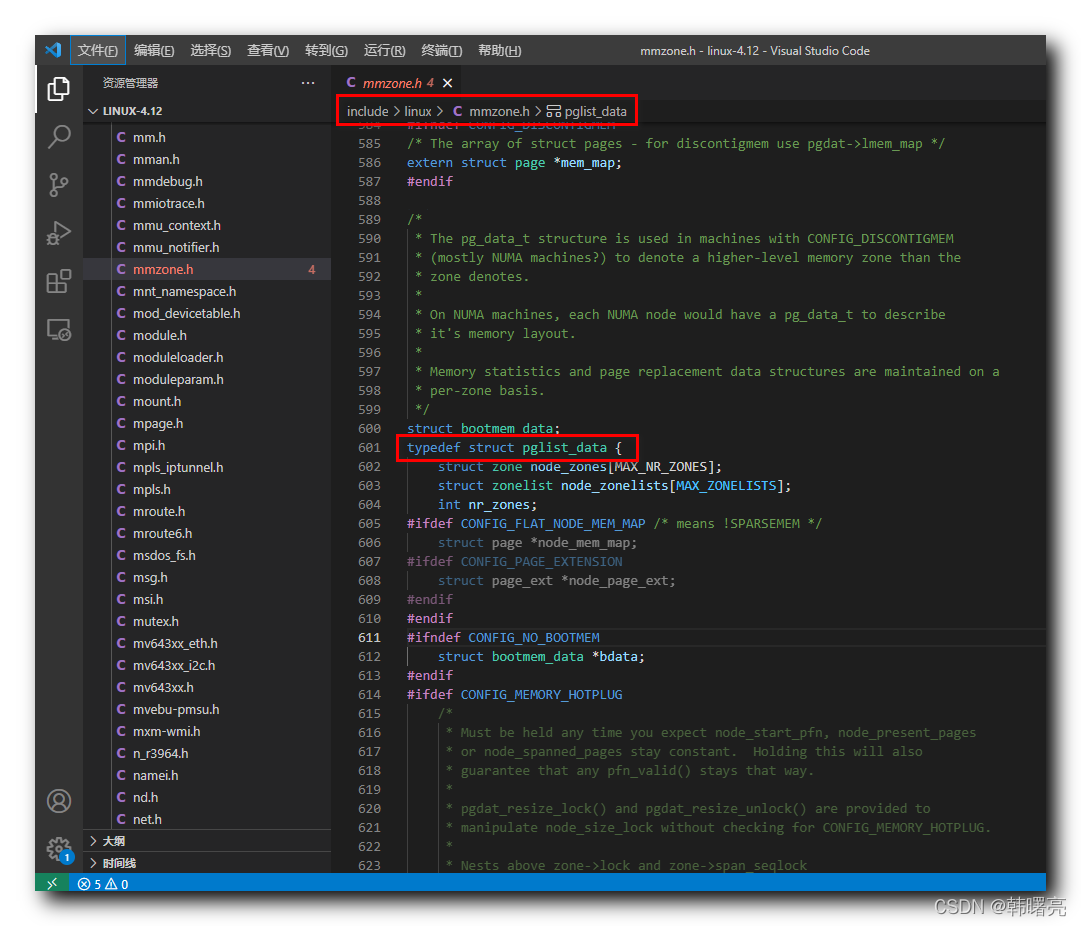 文件(F) 编辑(E) 选择(S) 查看(V) 转到(G) 运行(R) 终端(T) 帮助(H) mmzone.h - linux-4.12 - Visual Studio Code
资源管理器 ···
LINUX-4.12
C mm.h
C mman.h
C mmdebug.h
C mmiotrace.h
C mmu_context.h
C mmu_notifier.h
C mmzone.h 4
C mnt_namespace.h
C mod_devicetable.h
C module.h
C moduleloader.h
C moduleparam.h
C mount.h
C mpage.h
C mpi.h
C mpls_iptunnel.h
C mpls.h
C mroute.h
C mroute6.h
C msdos_fs.h
C msg.h
C msi.h
C mutex.h
C mv643xx_eth.h
C mv643xx_i2c.h
C mv643xx.h
C mvebu-pmsu.h
C mxm-wmi.h
C n_r3964.h
C namei.h
C nd.h
C net.h
大纲
时间线
1
C mmzone.h 4
include > linux > C mmzone.h > pglist_data
584 #ifndef CONFIG_DISCONTIGMEM
585 /* The array of struct pages - for discontigmem use pgdat->lmem_map */
586 extern struct page *mem_map;
587 #endif
588
589 /*
590 * The pg_data_t structure is used in machines with CONFIG_DISCONTIGMEM
591 * (mostly NUMA machines?) to denote a higher-level memory zone than the
592 * zone denotes.
593 *
594 * On NUMA machines, each NUMA node would have a pg_data_t to describe
595 * it's memory layout.
596 *
597 * Memory statistics and page replacement data structures are maintained on a
598 * per-zone basis.
599 */
600 struct bootmem_data;
601 typedef struct pglist_data {
602 struct zone node_zones[MAX_NR_ZONES];
603 struct zonelist node_zonelists[MAX_ZONELISTS];
604 int nr_zones;
605 #ifdef CONFIG_FLAT_NODE_MEM_MAP /* means !SPARSEMEM */
606 struct page *node_mem_map;
607 #ifdef CONFIG_PAGE_EXTENSION
608 struct page_ext *node_page_ext;
609 #endif
610 #endif
611 #ifndef CONFIG_NO_BOOTMEM
612 struct bootmem_data *bdata;
613 #endif
614 #ifdef CONFIG_MEMORY_HOTPLUG
615 /*
616 * Must be held any time you expect node_start_pfn, node_present_pages
617 * or node_spanned_pages stay constant.  Holding this will also
618 * guarantee that any pfn_valid() stays that way.
619 *
620 * pgdat_resize_lock() and pgdat_resize_unlock() are provided to
621 * manipulate node_size_lock without checking for CONFIG_MEMORY_HOTPLUG.
622 *
623 * Nests above zone->lock and zone->span_seqlock
5 0
CSDN @韩曙亮